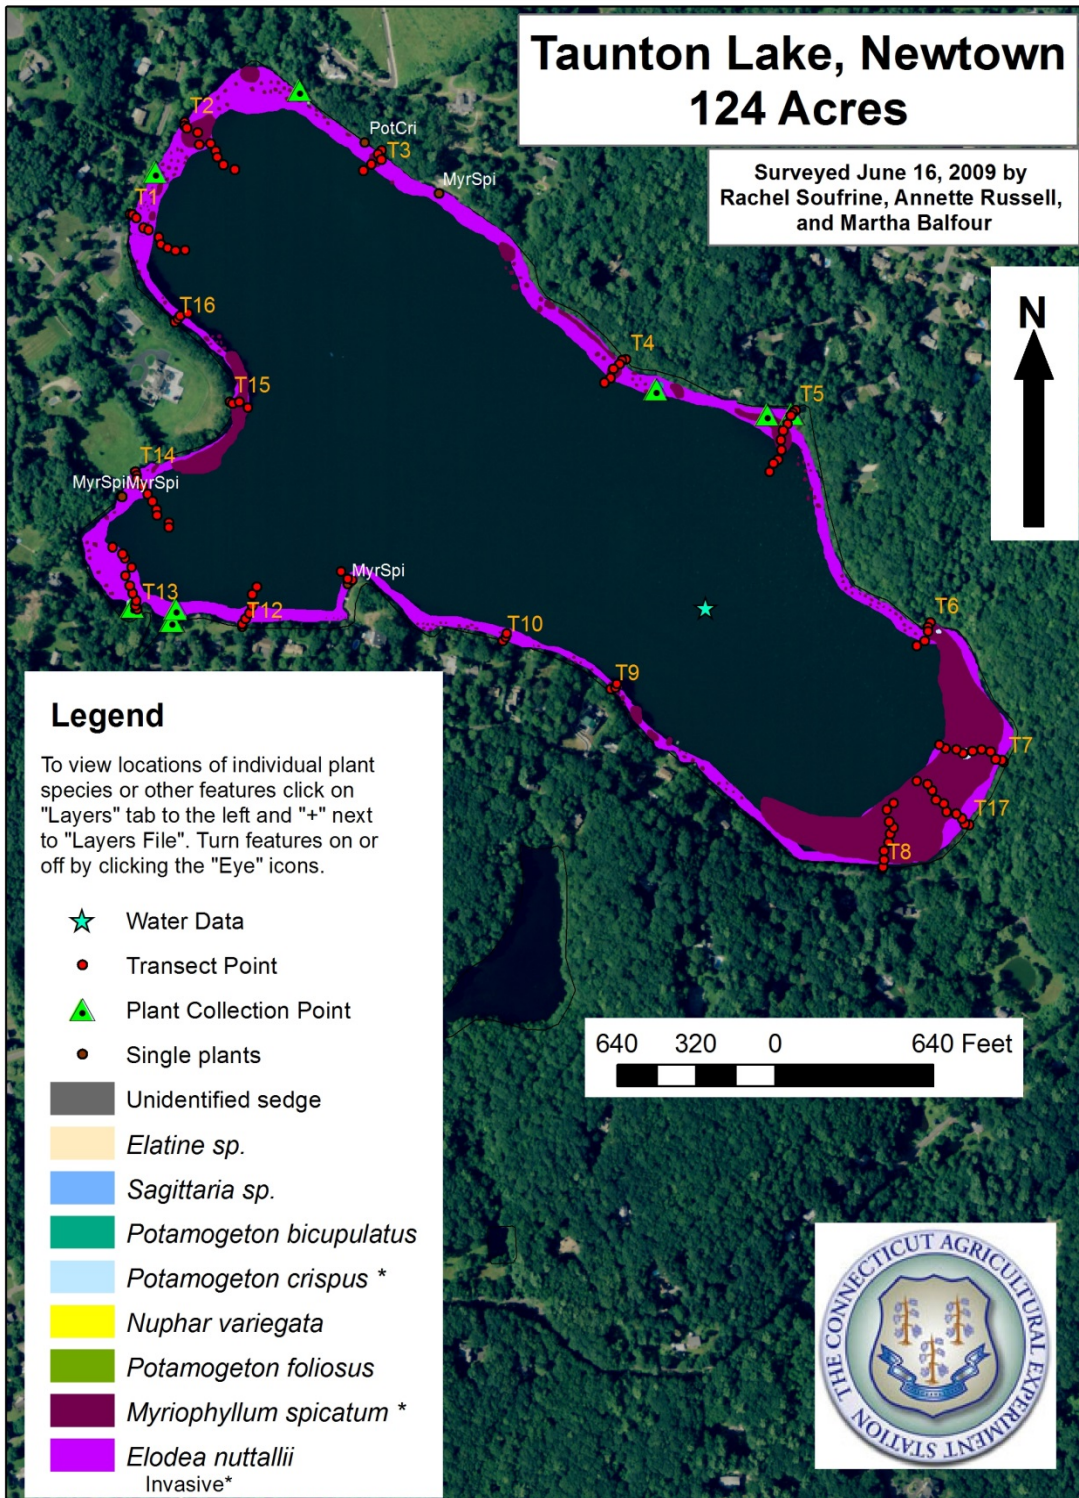 Taunton Lake, Newtown
124 Acres
Surveyed June 16, 2009 by
Rachel Soufrine, Annette Russell,
and Martha Balfour
N
T2
PotCri
T3
MyrSpi
T1
T16
T4
T15
T5
T14
MyrSpi MyrSpi
MyrSpi
T13
T12
T10
T6
T9
T7
T17
T8
Legend
To view locations of individual plant
species or other features click on
"Layers" tab to the left and "+" next
to "Layers File". Turn features on or
off by clicking the "Eye" icons.
Water Data
Transect Point
Plant Collection Point
Single plants
Unidentified sedge
Elatine sp.
Sagittaria sp.
Potamogeton bicupulatus
Potamogeton crispus *
Nuphar variegata
Potamogeton foliosus
Myriophyllum spicatum *
Elodea nuttallii
Invasive*
640 320 0 640 Feet
THE CONNECTICUT AGRICULTURAL EXPERIMENT STATION